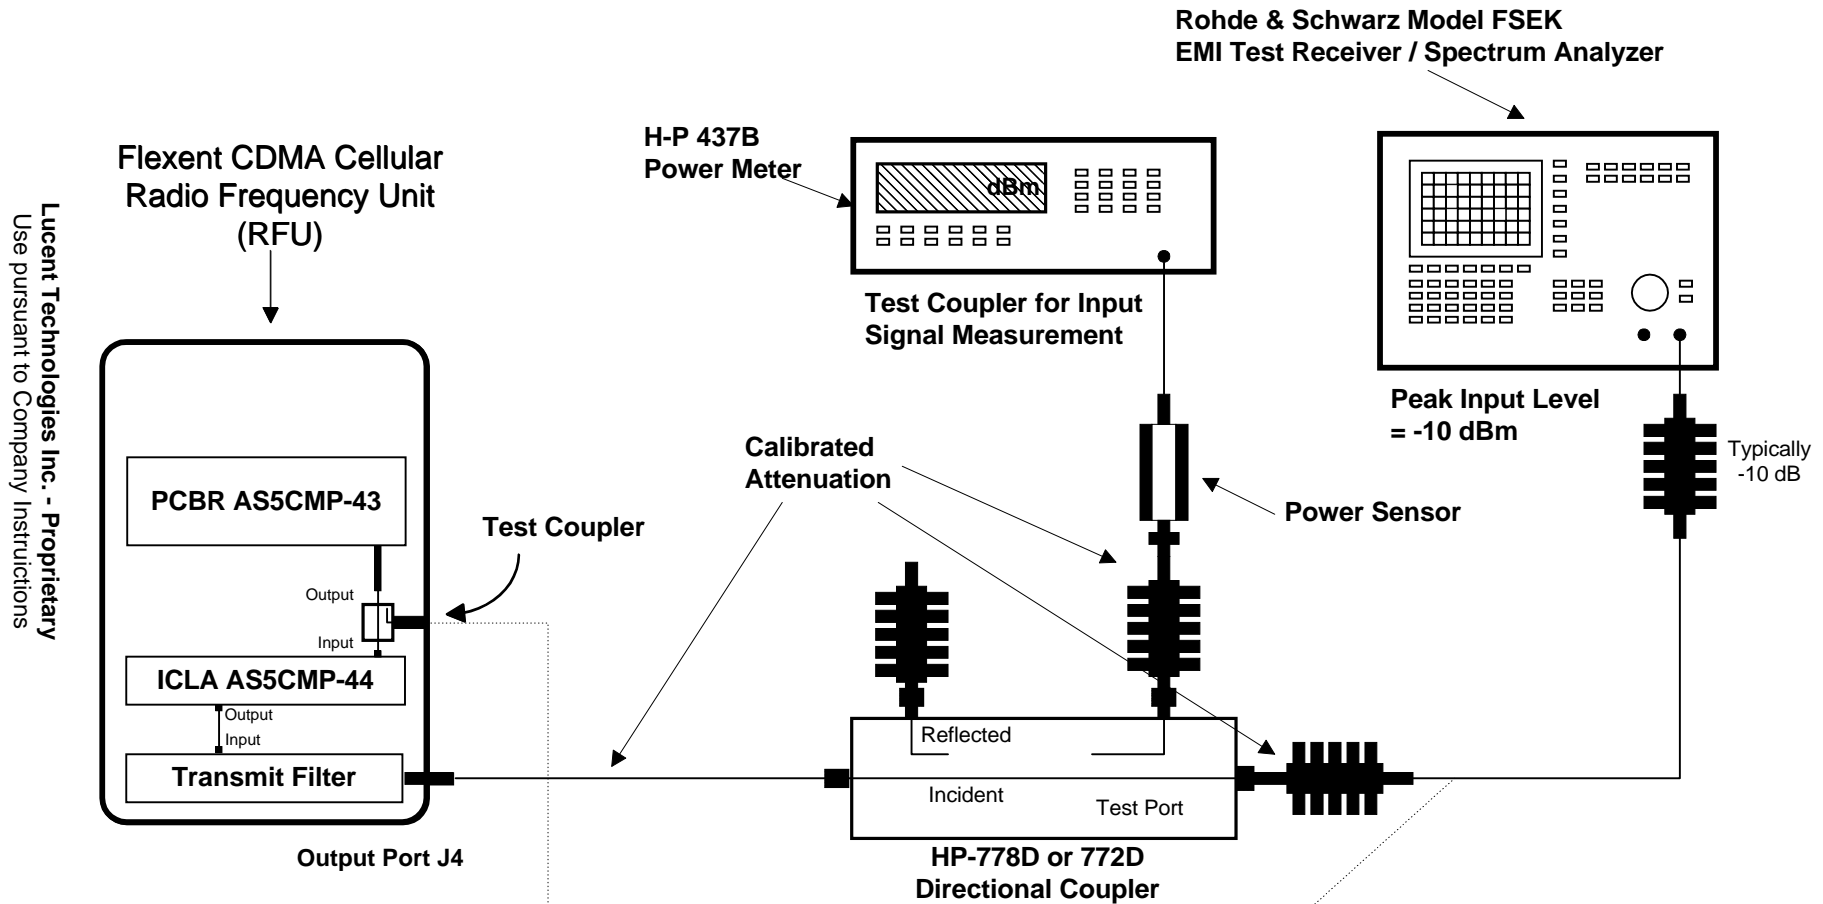 Rohde & Schwarz Model FSEK
EMI Test Receiver / Spectrum Analyzer
H-P 437B
Power Meter
dBm
Flexent CDMA Cellular
Radio Frequency Unit
(RFU)
Lucent Technologies Inc. - Proprietary
Use pursuant to Company Instruictions
Test Coupler for Input
Signal Measurement
Peak Input Level
= -10 dBm
Typically
-10 dB
Calibrated
Attenuation
Power Sensor
PCBR AS5CMP-43
Test Coupler
Output
Input
ICLA AS5CMP-44
Output
Input
Transmit Filter
Reflected
Incident
Test Port
Output Port J4
HP-778D or 772D
Directional Coupler